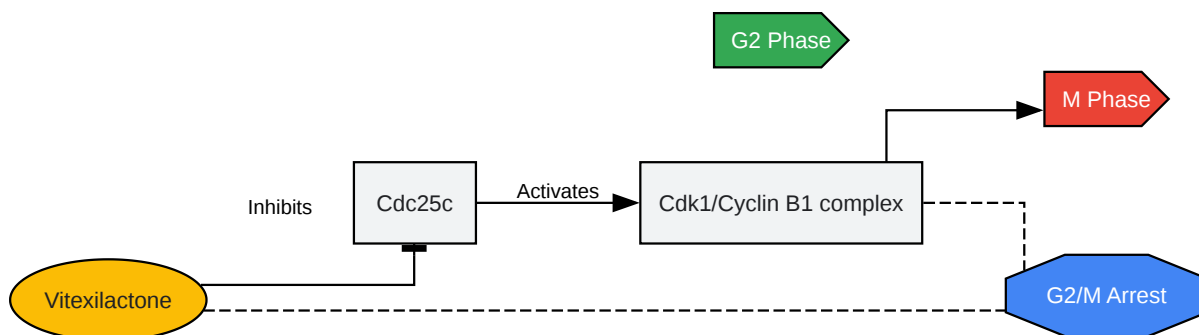 G2 Phase
M Phase
Inhibits
Cdc25c
Activates
Cdk1/Cyclin B1 complex
Vitexilactone
G2/M Arrest